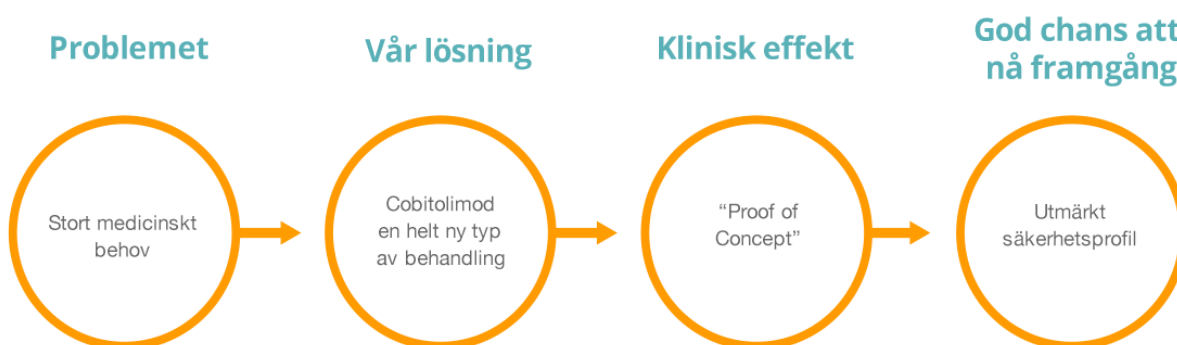 Problemet
Stort medicinskt
behov
Vår lösning
Cobitolimod
en helt ny typ
av behandling
Klinisk effekt
“Proof of
Concept”
God chans att
nå framgång
Utmärkt
säkerhetsprofil